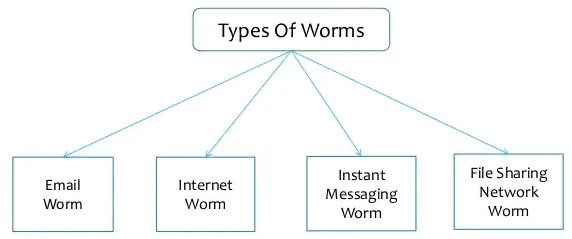 Types Of Worms
Email
Worm
Internet
Worm
Instant
Messaging
Worm
File Sharing
Network
Worm